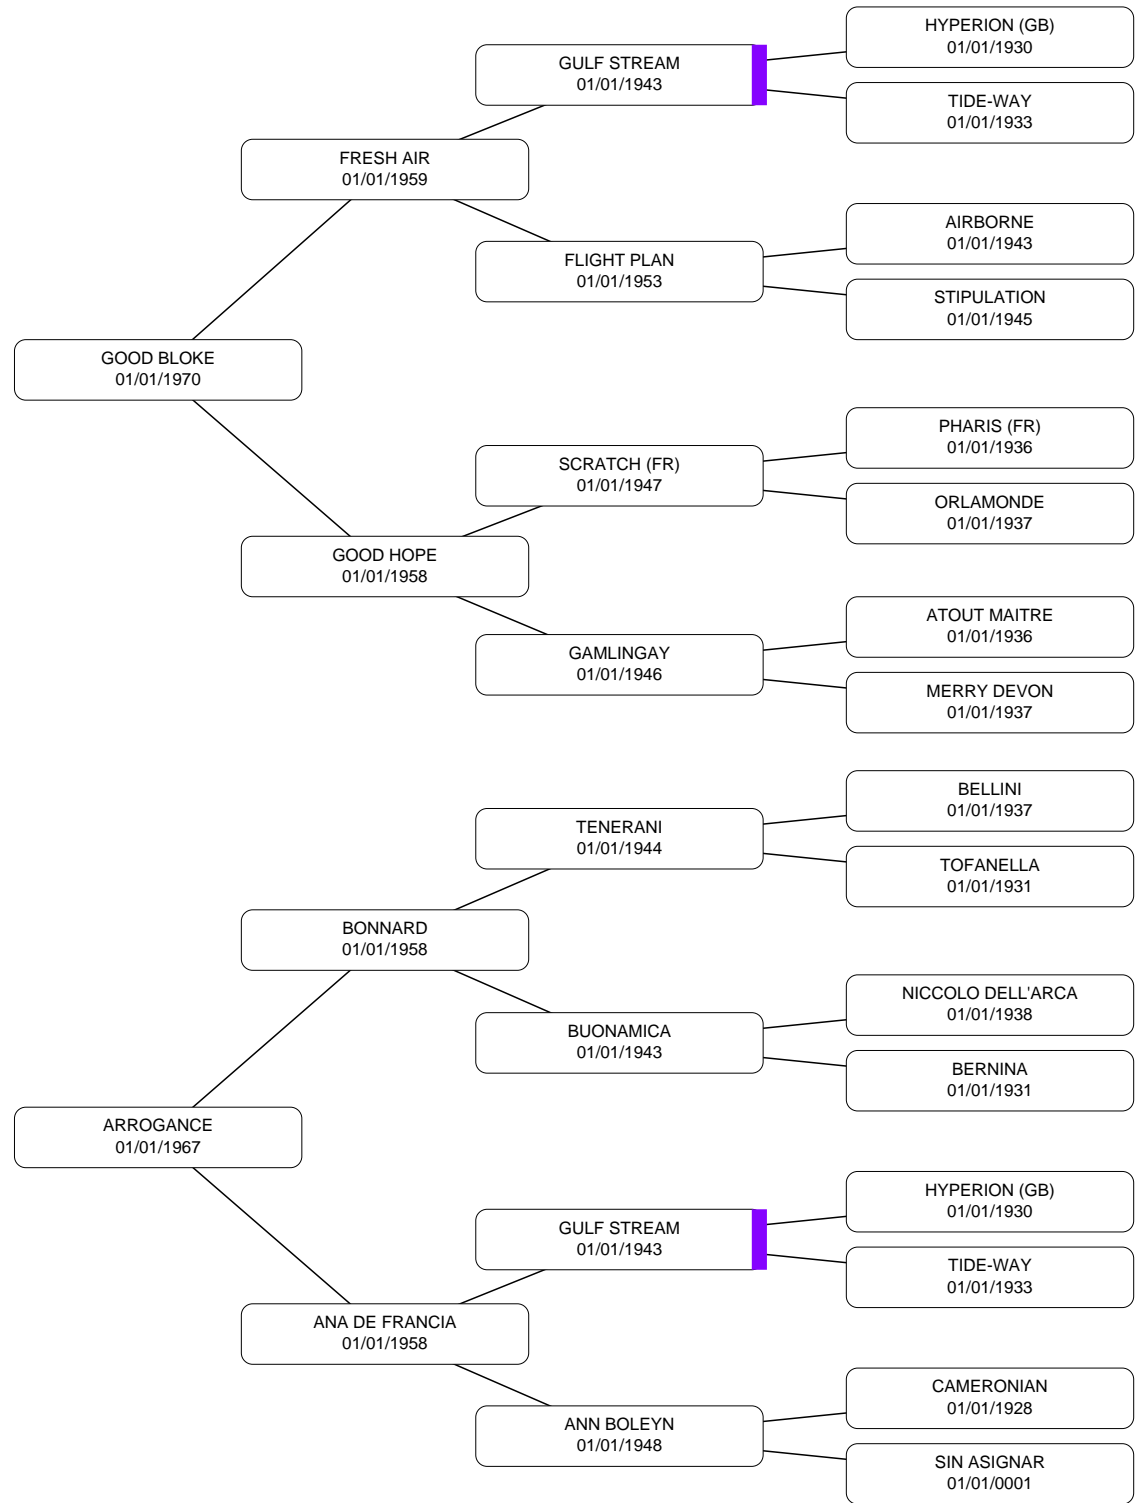 HYPERION (GB)
01/01/1930
GULF STREAM
01/01/1943
TIDE-WAY
01/01/1933
FRESH AIR
01/01/1959
AIRBORNE
01/01/1943
FLIGHT PLAN
01/01/1953
STIPULATION
01/01/1945
GOOD BLOKE
01/01/1970
PHARIS (FR)
01/01/1936
SCRATCH (FR)
01/01/1947
ORLAMONDE
01/01/1937
GOOD HOPE
01/01/1958
ATOUT MAITRE
01/01/1936
GAMLINGAY
01/01/1946
MERRY DEVON
01/01/1937
BELLINI
01/01/1937
TENERANI
01/01/1944
TOFANELLA
01/01/1931
BONNARD
01/01/1958
NICCOLO DELL'ARCA
01/01/1938
BUONAMICA
01/01/1943
BERNINA
01/01/1931
ARROGANCE
01/01/1967
HYPERION (GB)
01/01/1930
GULF STREAM
01/01/1943
TIDE-WAY
01/01/1933
ANA DE FRANCIA
01/01/1958
CAMERONIAN
01/01/1928
ANN BOLEYN
01/01/1948
SIN ASIGNAR
01/01/0001